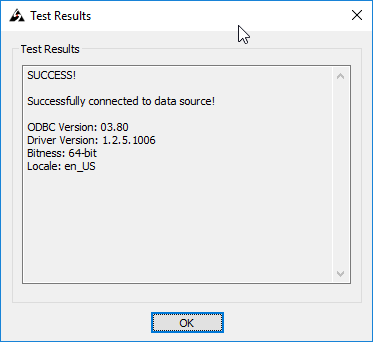 Test Results
Test Results
SUCCESS!
Successfully connected to data source!
ODBC Version: 03.80
Driver Version: 1.2.5.1006
Bitness: 64-bit
Locale: en_US
OK